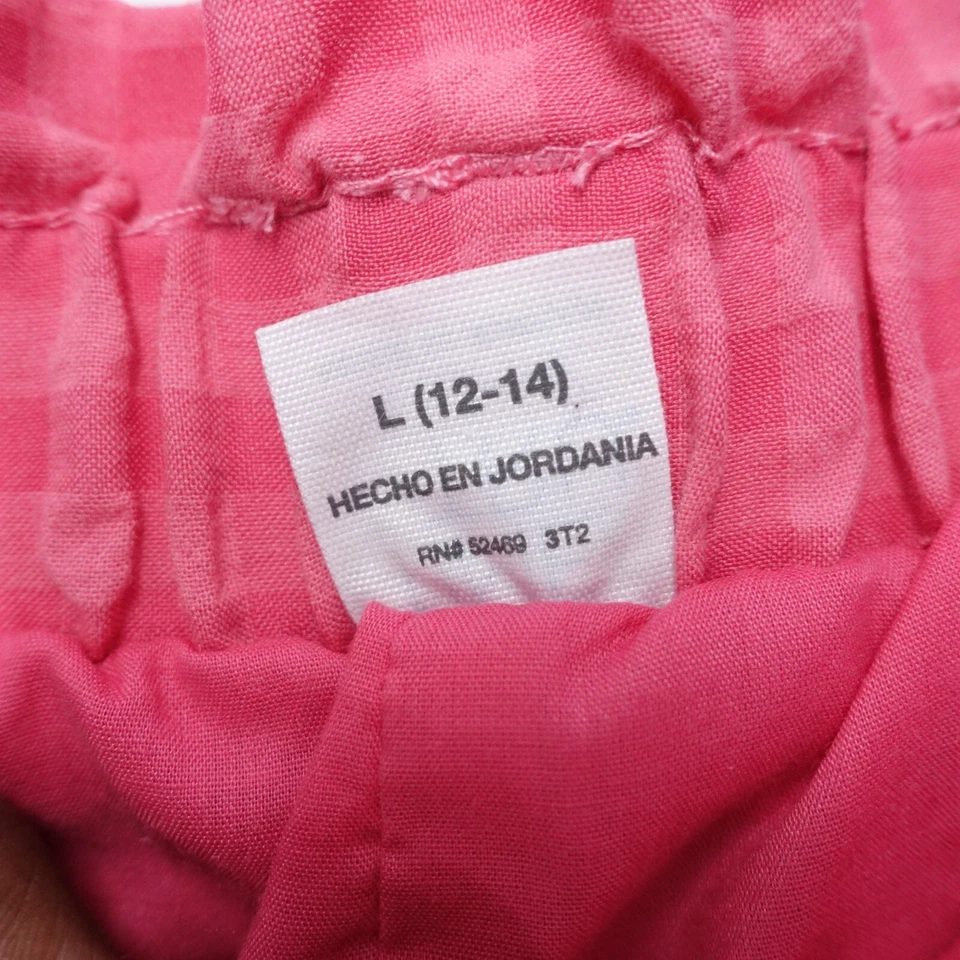 L (12-14)
HECHO EN JORDANIA
RN# 52469 3T2